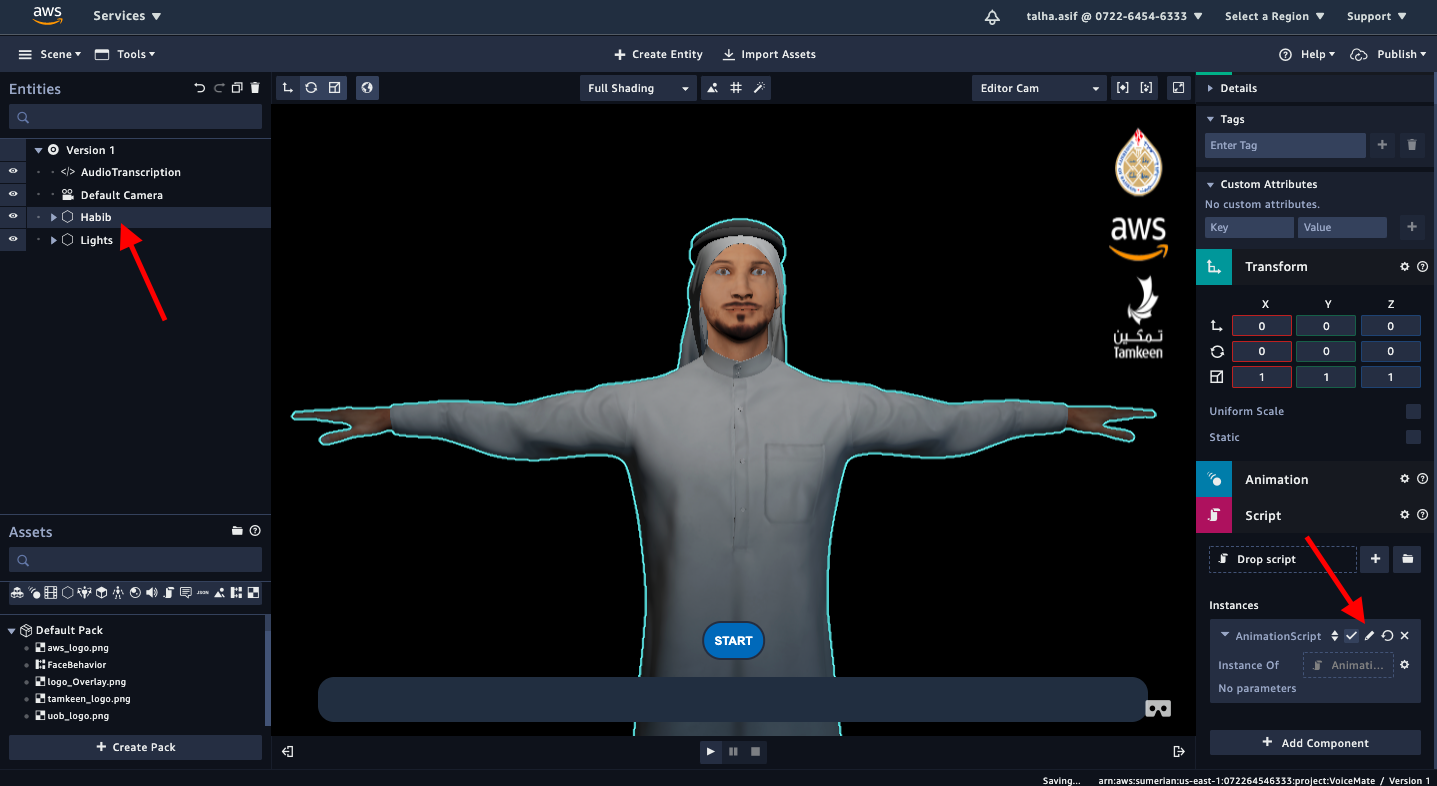 aws
Services
talha.asif @ 0722-6454-6333
Select a Region
Support
Scene
Tools
Create Entity
Import Assets
Help
Publish
Entities
Version 1
AudioTranscription
Default Camera
Habib
Lights
Assets
Default Pack
aws_logo.png
FaceBehavior
logo_Overlay.png
tamkeen_logo.png
uob_logo.png
Create Pack
Full Shading
Editor Cam
aws
تمكين
Tamkeen
START
Details
Tags
Enter Tag
Custom Attributes
No custom attributes.
Key Value
Transform
X Y Z
0 0 0
0 0 0
1 1 1
Uniform Scale
Static
Animation
Script
Drop script
Instances
AnimationScript
Instance Of Animati...
No parameters
Add Component
Saving... arn:aws:sumerian:us-east-1:072264546333:project:VoiceMate / Version 1